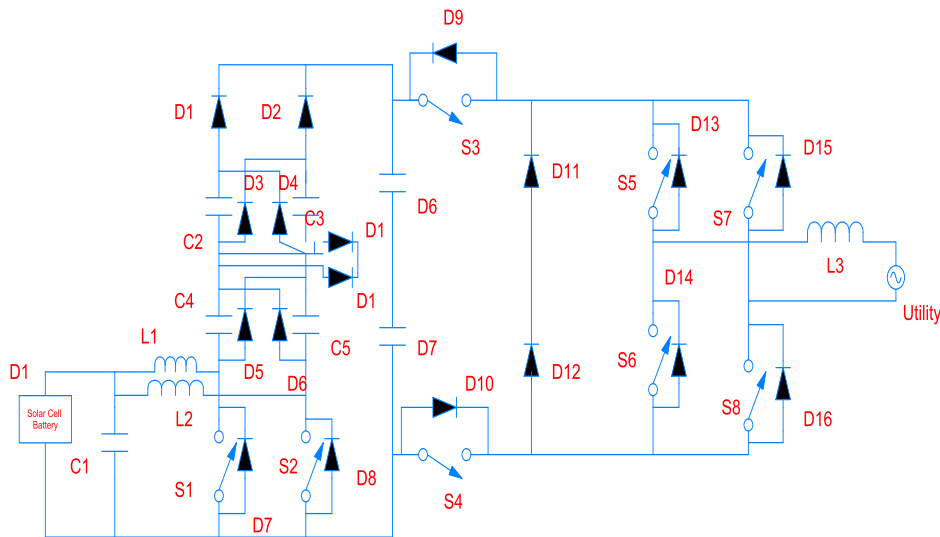 D9
D1
D2
S3
D13
D15
D3
D4
D11
S5
D6
S7
C2
C3
D1
L3
D14
C4
D1
Utility
L1
C5
D7
S6
D12
D1
D5
D6
D10
S8
Solar Cell
Battery
L2
D16
C1
S1
S2
D8
S4
D7